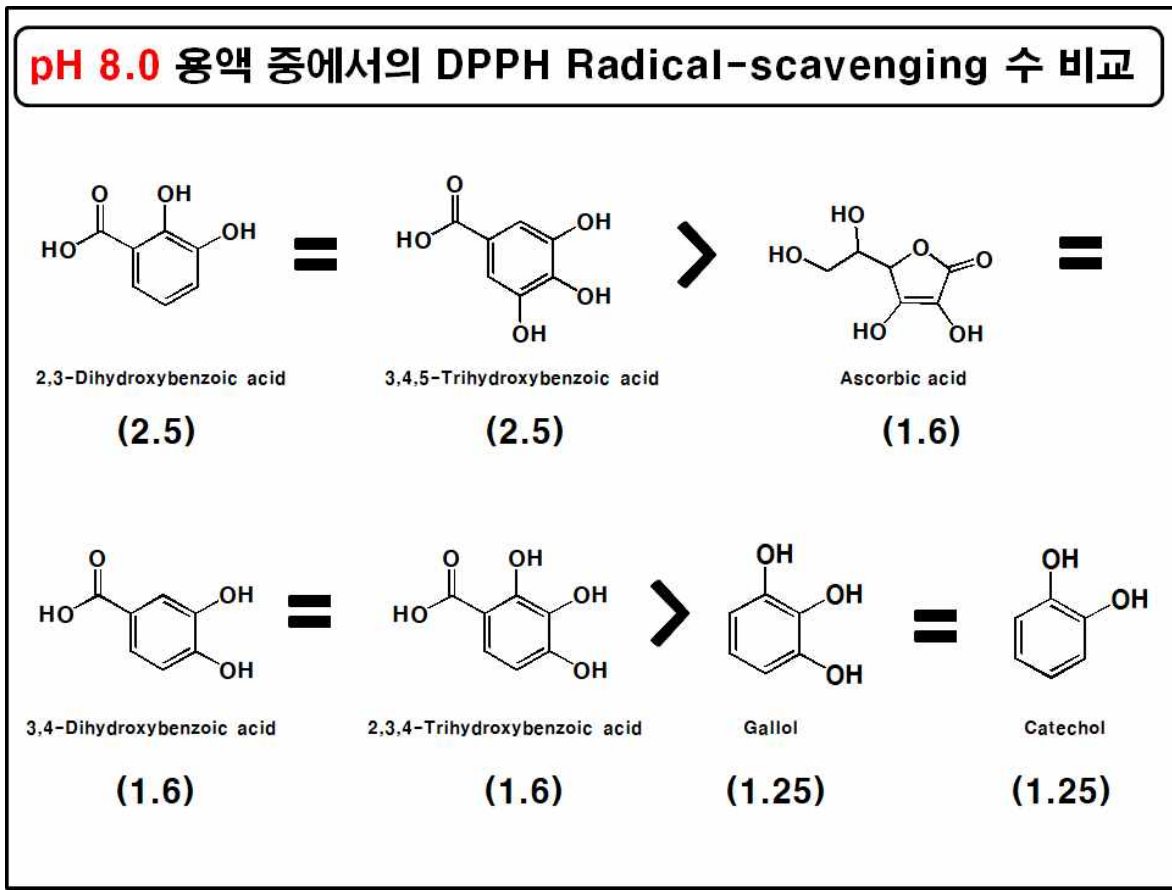 pH 8.0 용액 중에서의 DPPH Radical-scavenging 수 비교
O OH OH HO = O HO OH OH OH > HO HO O O HO OH =
2,3-Dihydroxybenzoic acid 3,4,5-Trihydroxybenzoic acid Ascorbic acid
(2.5) (2.5) (1.6)
O HO OH OH = O OH HO OH OH > OH OH OH = OH OH
3,4-Dihydroxybenzoic acid 2,3,4-Trihydroxybenzoic acid Gallol Catechol
(1.6) (1.6) (1.25) (1.25)